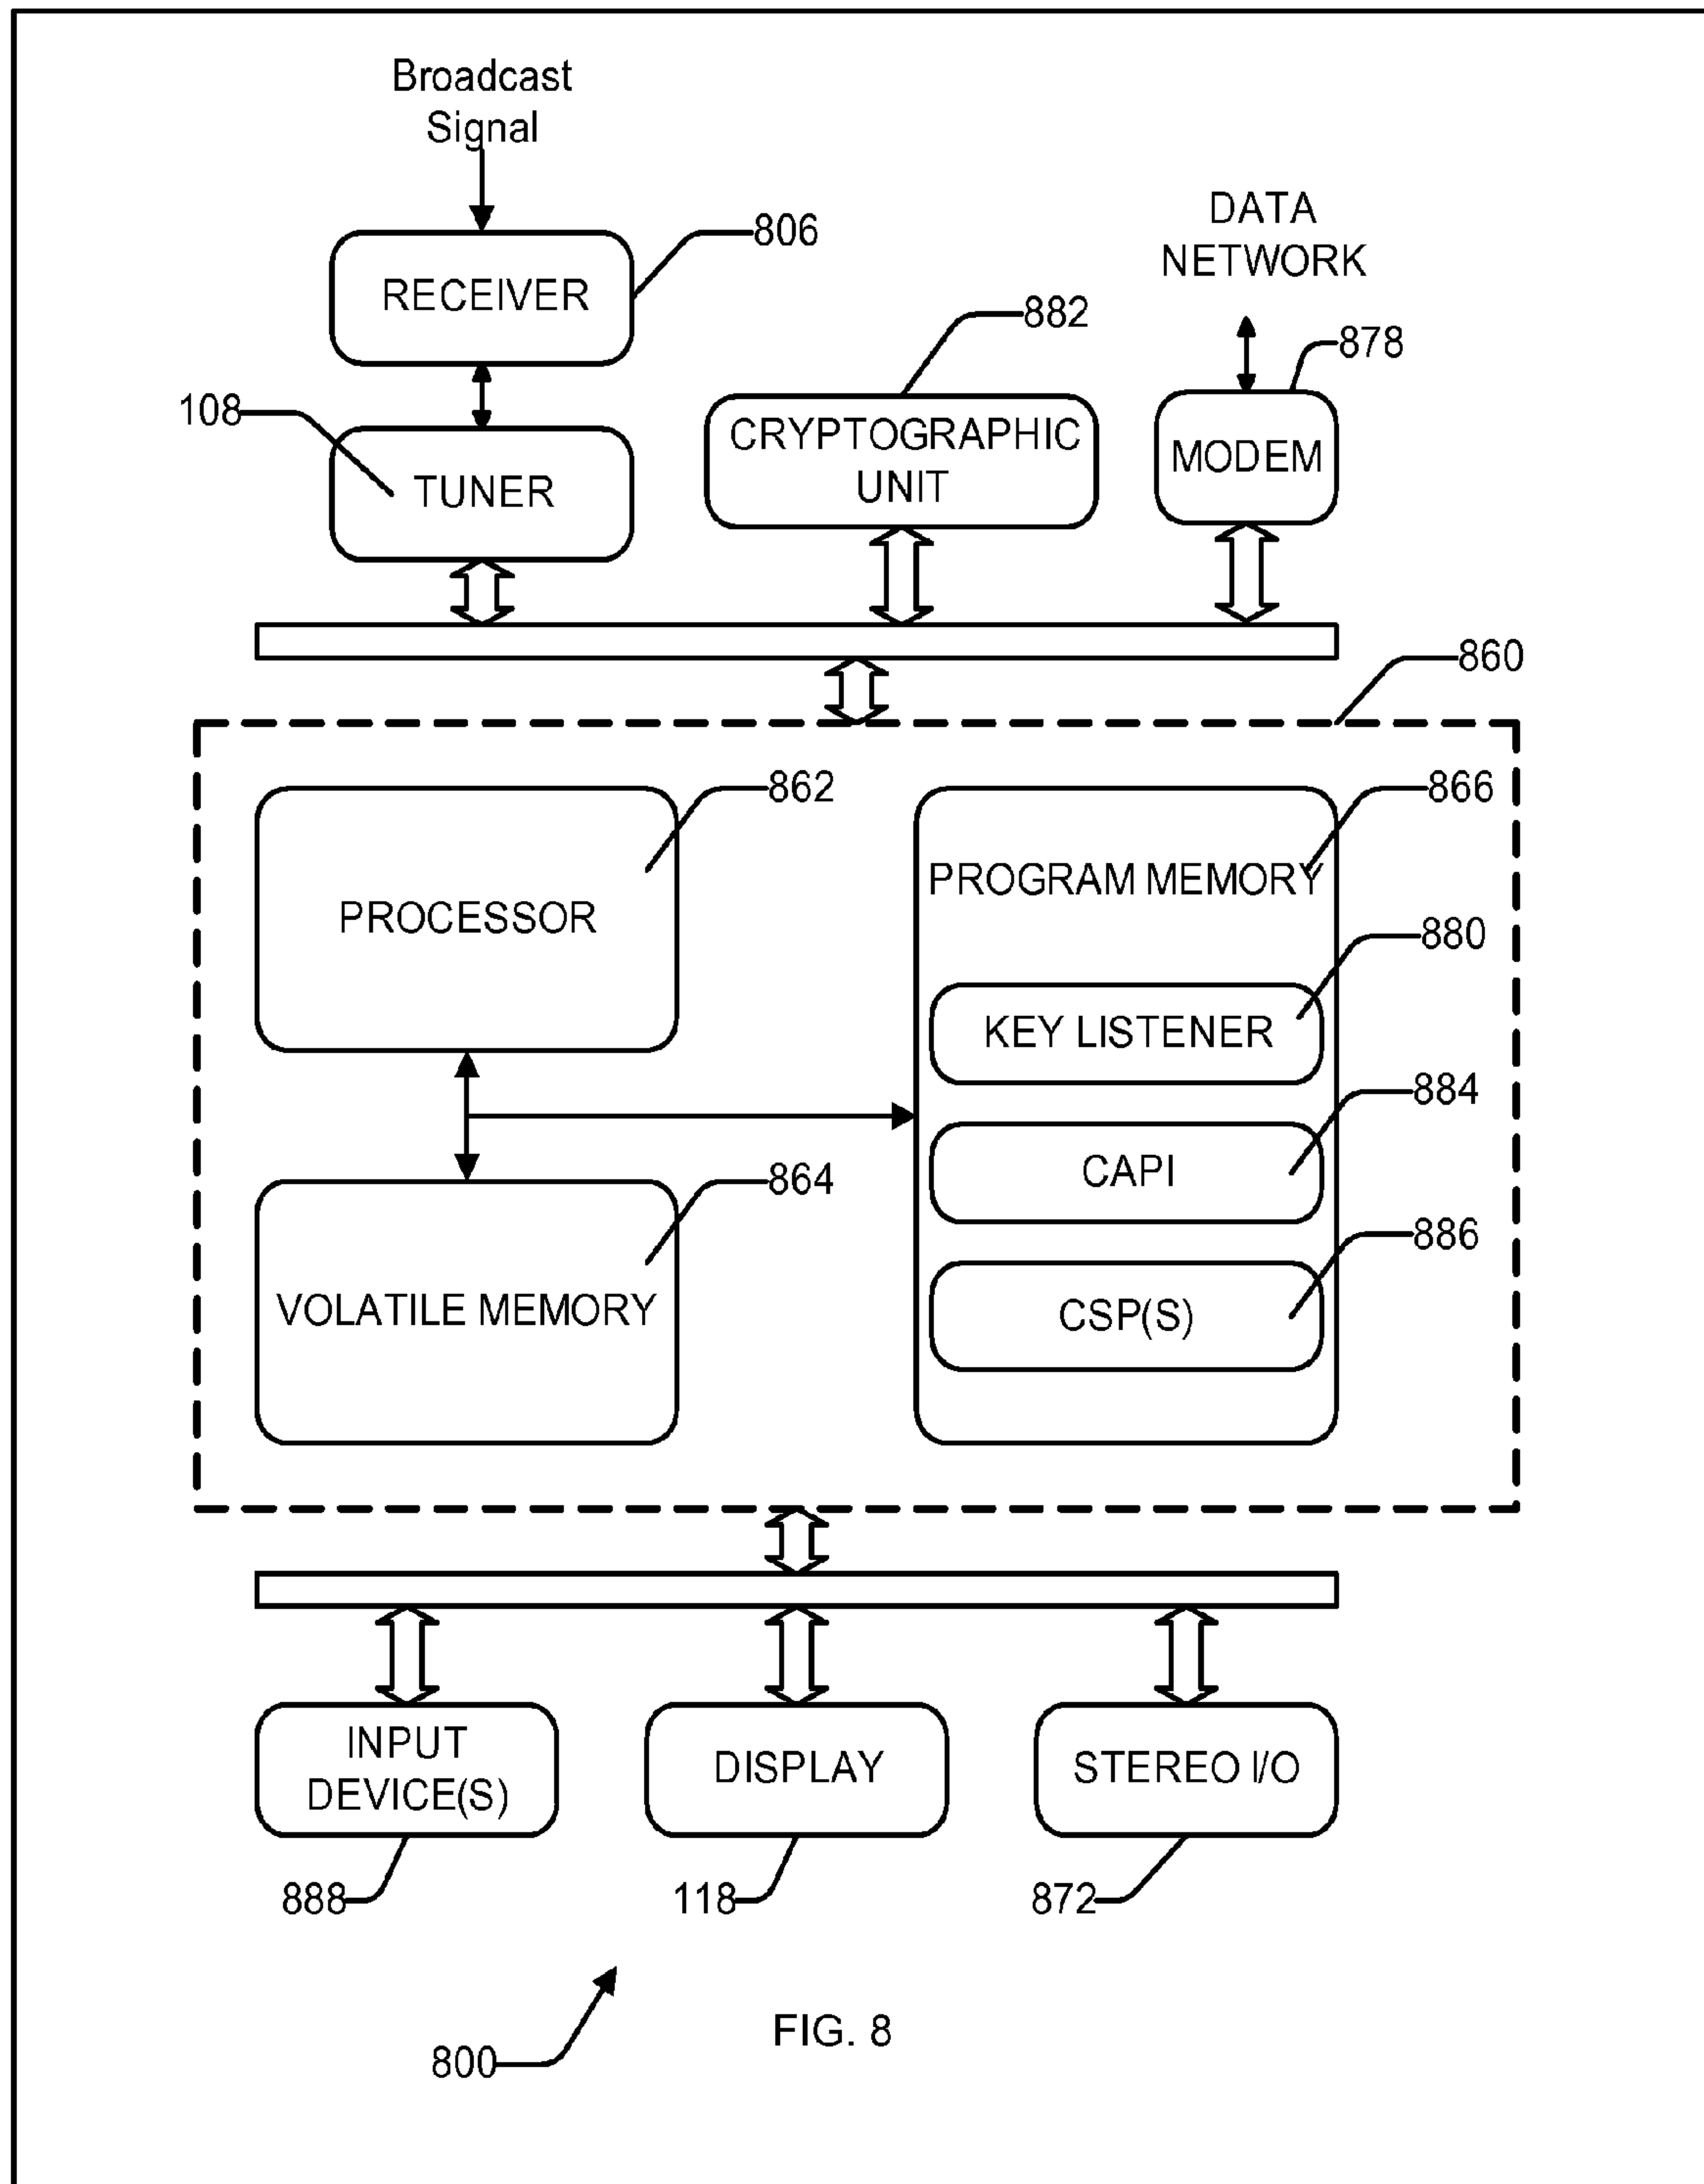 Broadcast
Signal
DATA
NETWORK
806
RECEIVER
882
878
108
CRYPTOGRAPHIC
UNIT
MODEM
TUNER
860
862
866
PROGRAM MEMORY
PROCESSOR
880
KEY LISTENER
884
864
CAPI
886
VOLATILE MEMORY
CSP(S)
INPUT
DEVICE(S)
DISPLAY
STEREO I/O
888
118
872
FIG. 8
800